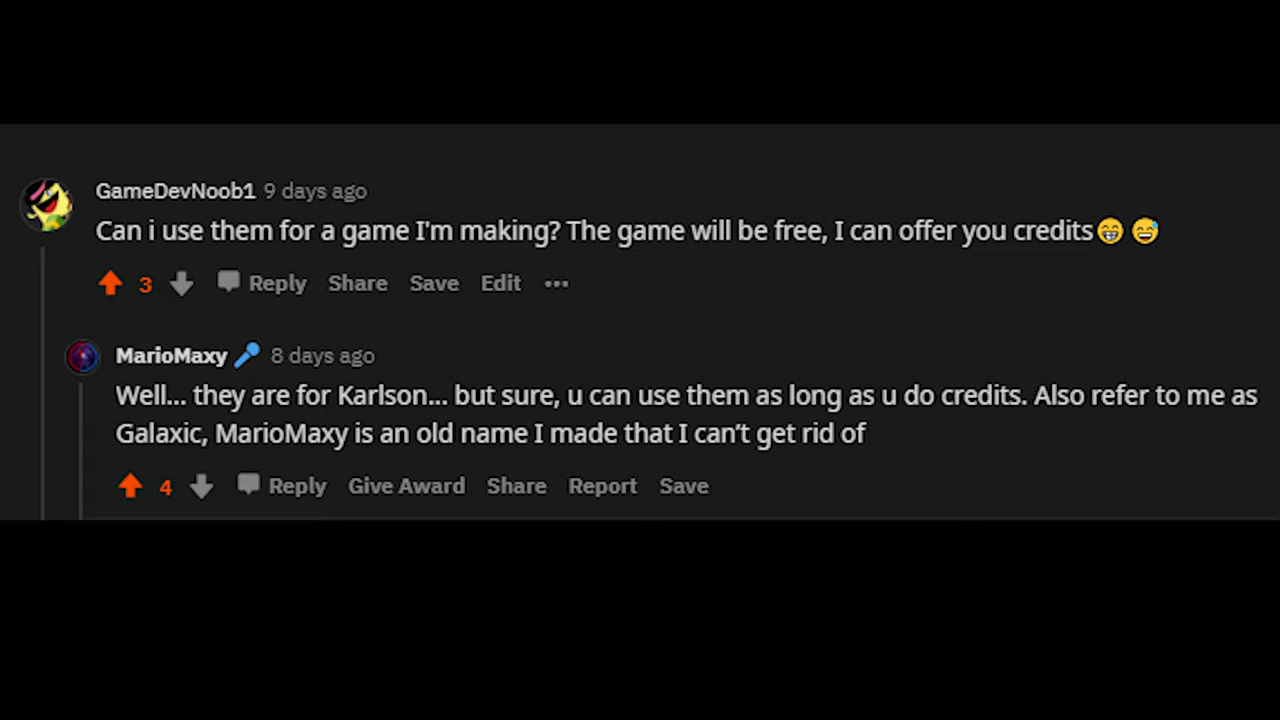 GameDevNoob1 9 days ago
Can i use them for a game I'm making? The game will be free, I can offer you credits😁 😅
3 Reply Share Save Edit •••
MarioMaxy 🎤 8 days ago
Well... they are for Karlson... but sure, u can use them as long as u do credits. Also refer to me as
Galaxic, MarioMaxy is an old name I made that I can't get rid of
4 Reply Give Award Share Report Save